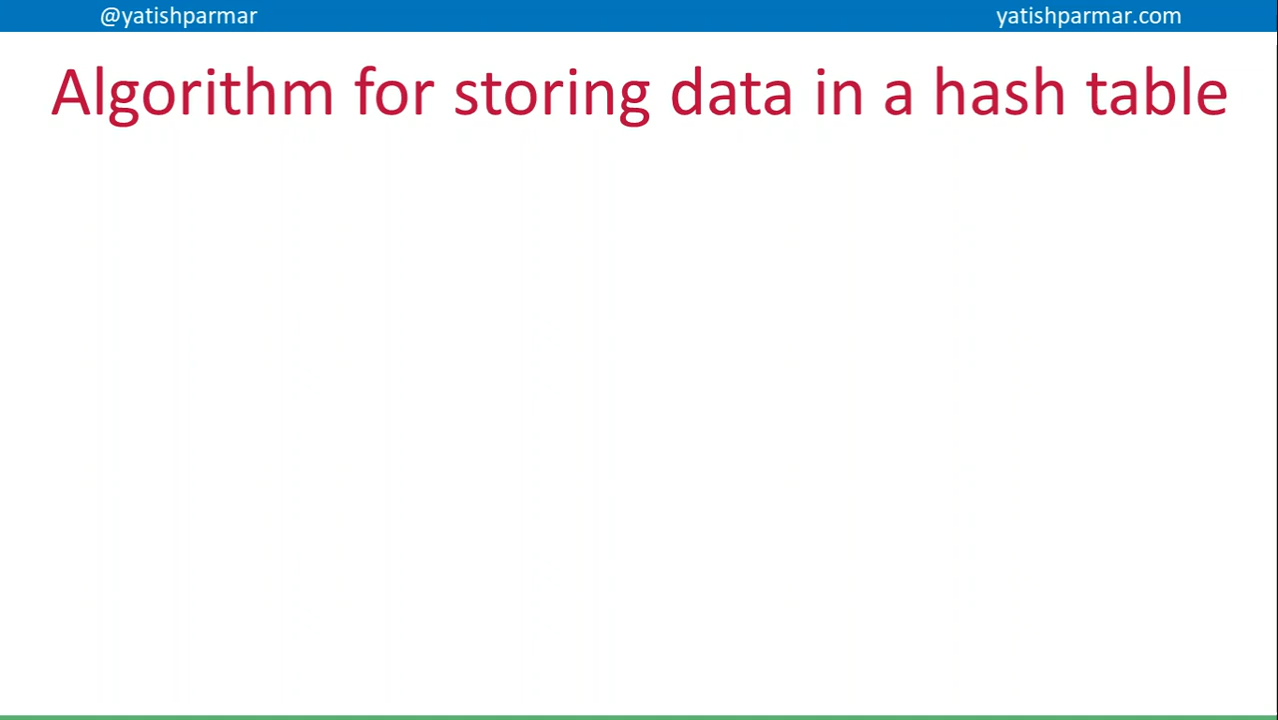 @yatishparmar
yatishparmar.com
Algorithm for storing data in a hash table